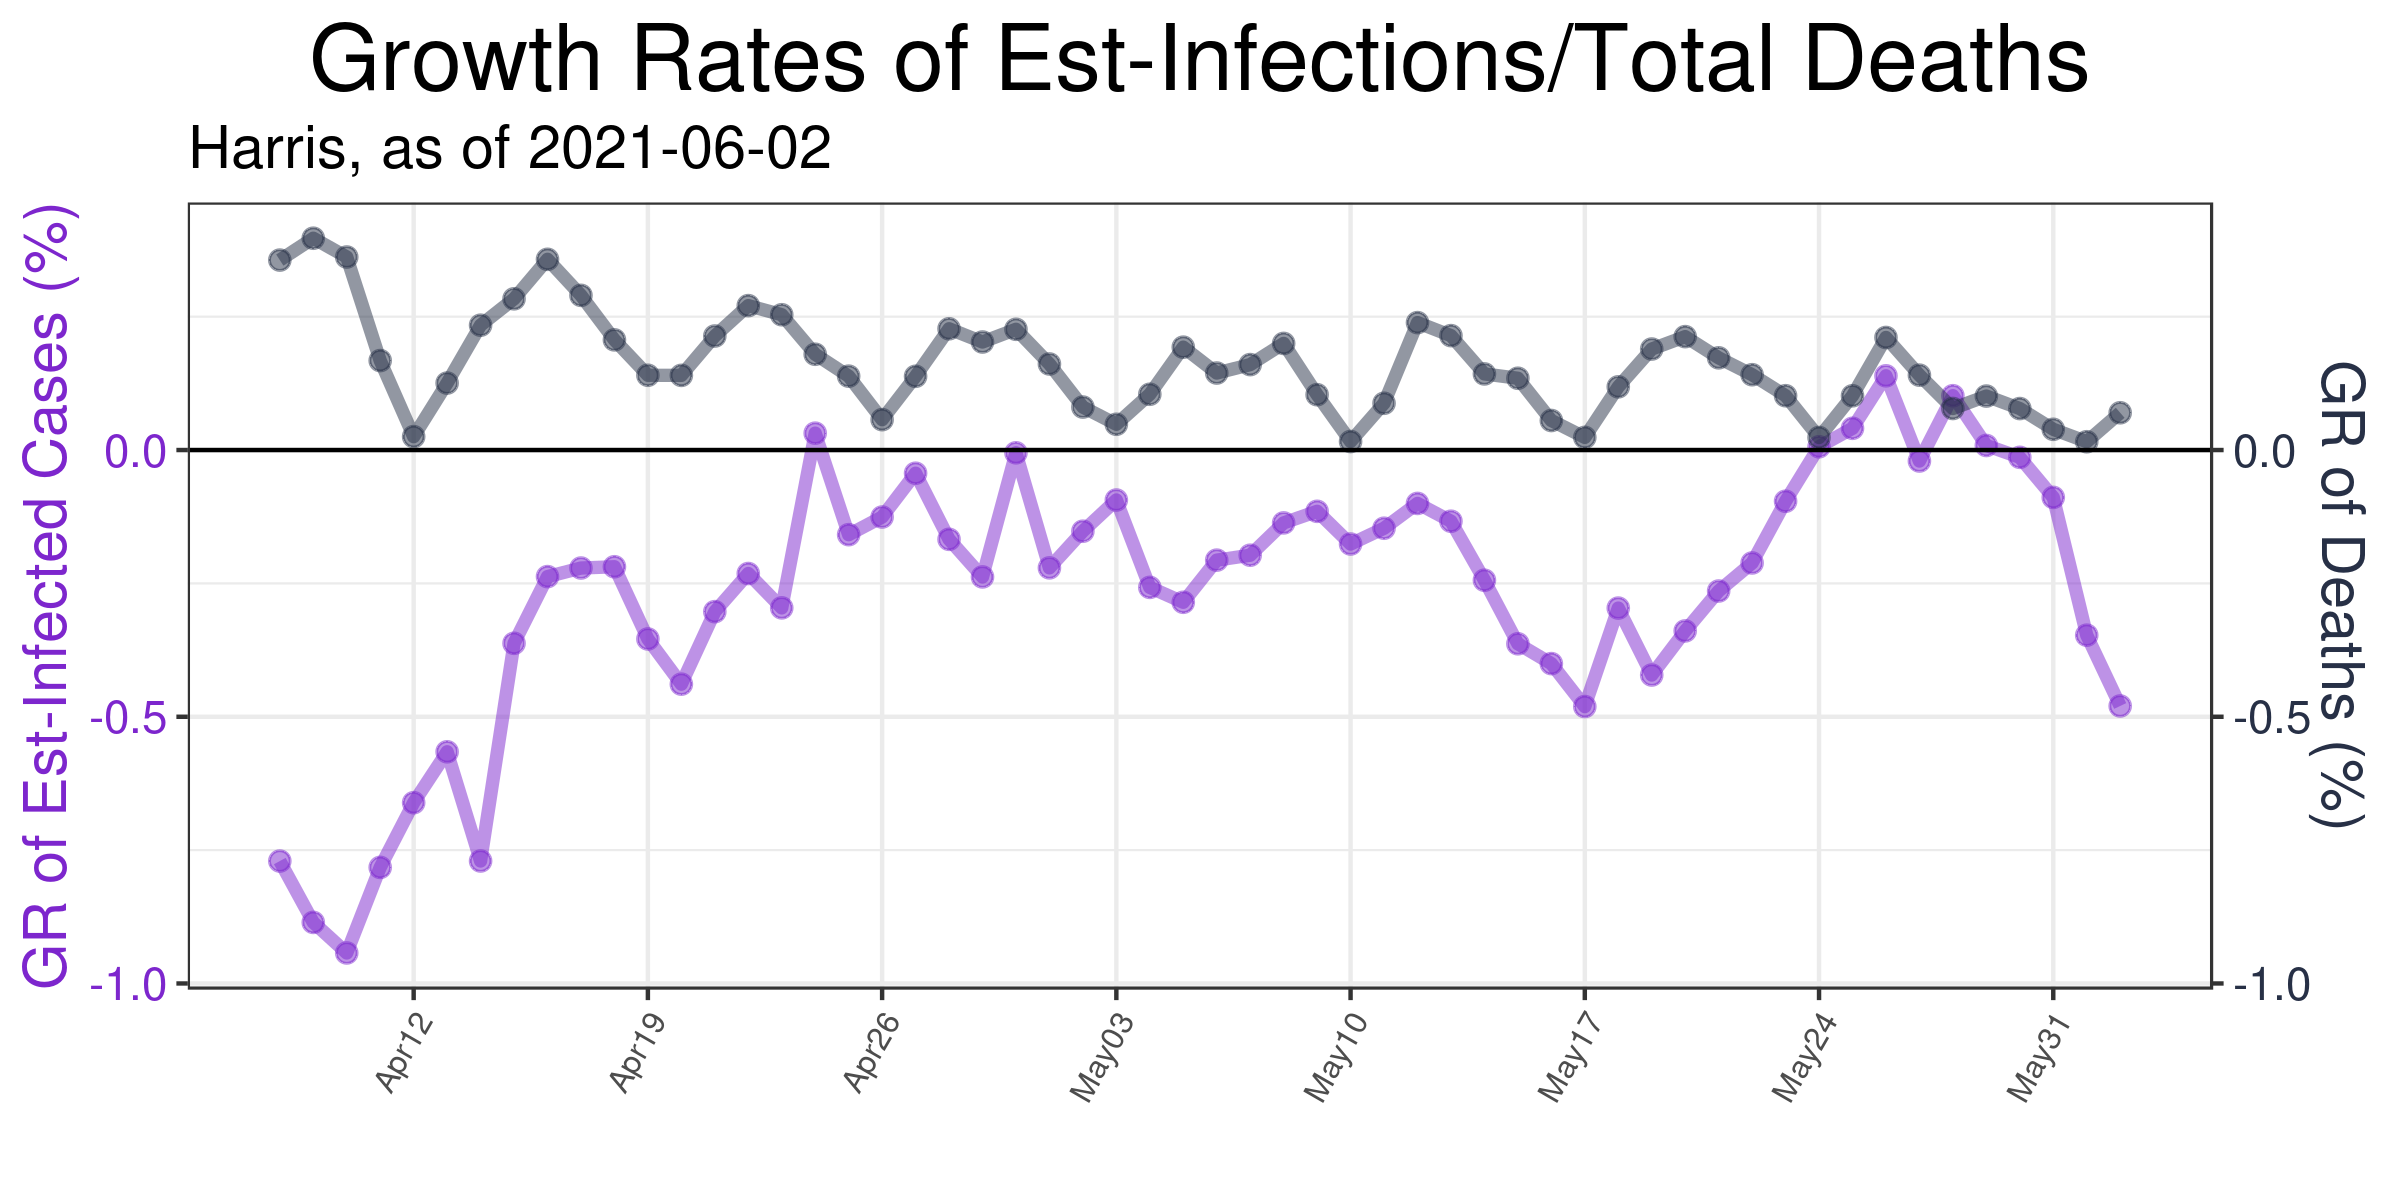 Growth Rates of Est-Infections/Total Deaths
Harris, as of 2021-06-02
GR of Est-Infected Cases (%)
0.0
-0.5
-1.0
0.0
-0.5
-1.0
GR of Deaths (%)
Apr12
Apr19
Apr26
May03
May10
May17
May24
May31